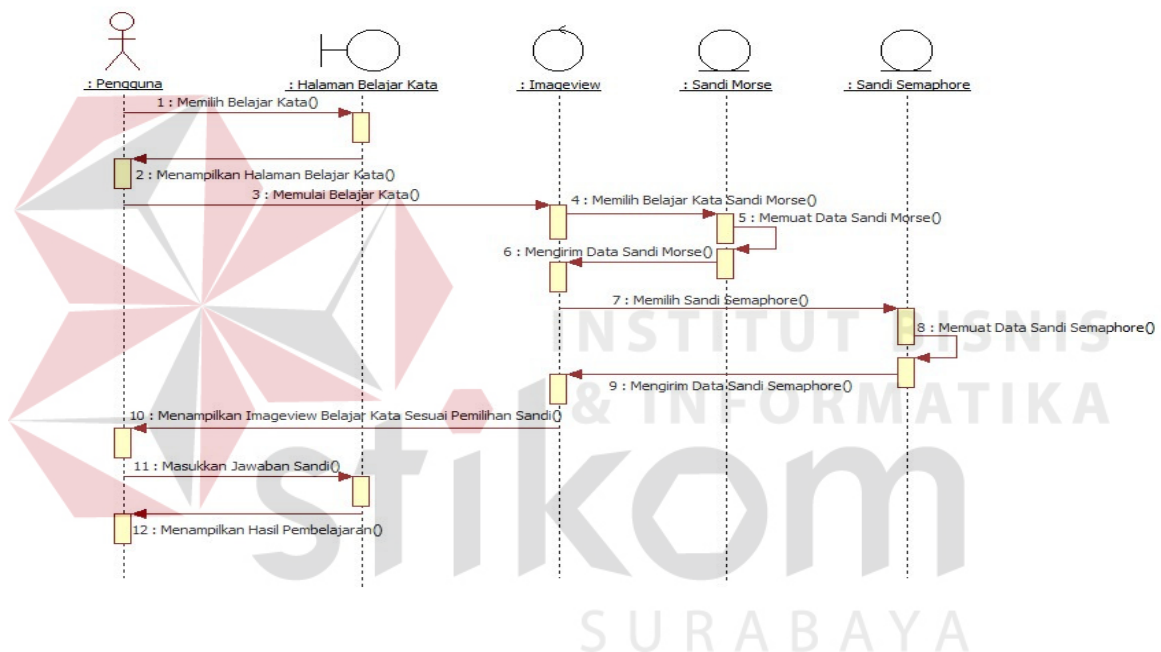 : Pengguna
: Halaman Belajar Kata
: Imageview
: Sandi Morse
: Sandi Semaphore
1 : Memilih Belajar Kata()
2 : Menampilkan Halaman Belajar Kata()
3 : Memulai Belajar Kata()
4 : Memilih Belajar Kata Sandi Morse()
5 : Memuat Data Sandi Morse()
6 : Mengirim Data Sandi Morse()
7 : Memilih Sandi Semaphore()
8 : Memuat Data Sandi Semaphore()
9 : Mengirim Data Sandi Semaphore()
10 : Menampilkan Imageview Belajar Kata Sesuai Pemilihan Sandi()
11 : Masukkan Jawaban Sandi()
12 : Menampilkan Hasil Pembelajaran()
INSTITUT BISNIS
& INFORMATIKA
stikom
SURABAYA